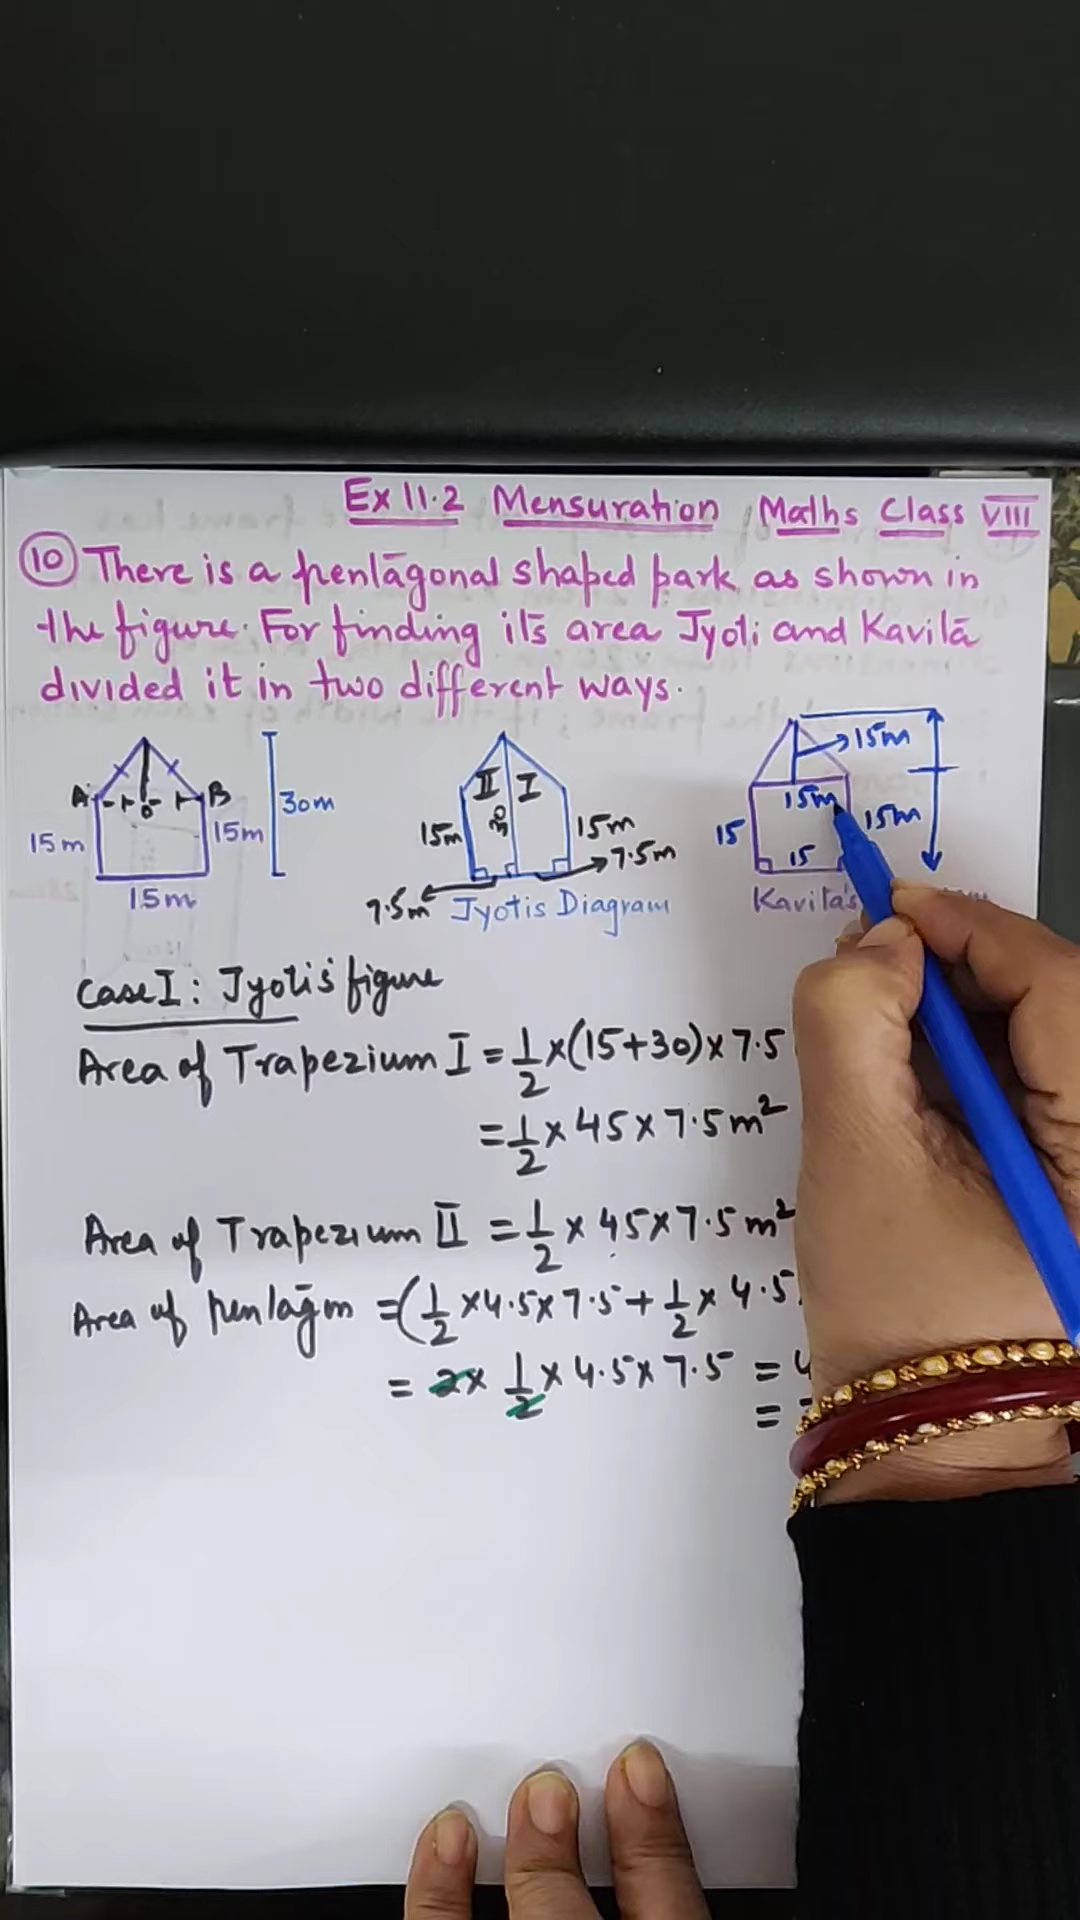 Ex 11.2 Mensuration Maths Class VIII
10 There is a pentagonal shaped park as shown in
the figure. For finding its area Jyoti and Kavita
divided it in two different ways.
A B
0
15m 15m
15m
30m
II I
15m 15m
7.5m 7.5m
Jyotis Diagram
15m
15m 15m
15 15
Kavita's
Case I: Jyotis' figure
Area of Trapezium I = 1/2 × (15+30) × 7.5
= 1/2 × 45 × 7.5 m²
Area of Trapezium II = 1/2 × 45 × 7.5 m²
Area of pentagon = (1/2 × 4.5 × 7.5 + 1/2 × 4.5
= 2 × 1/2 × 4.5 × 7.5 = 4
=